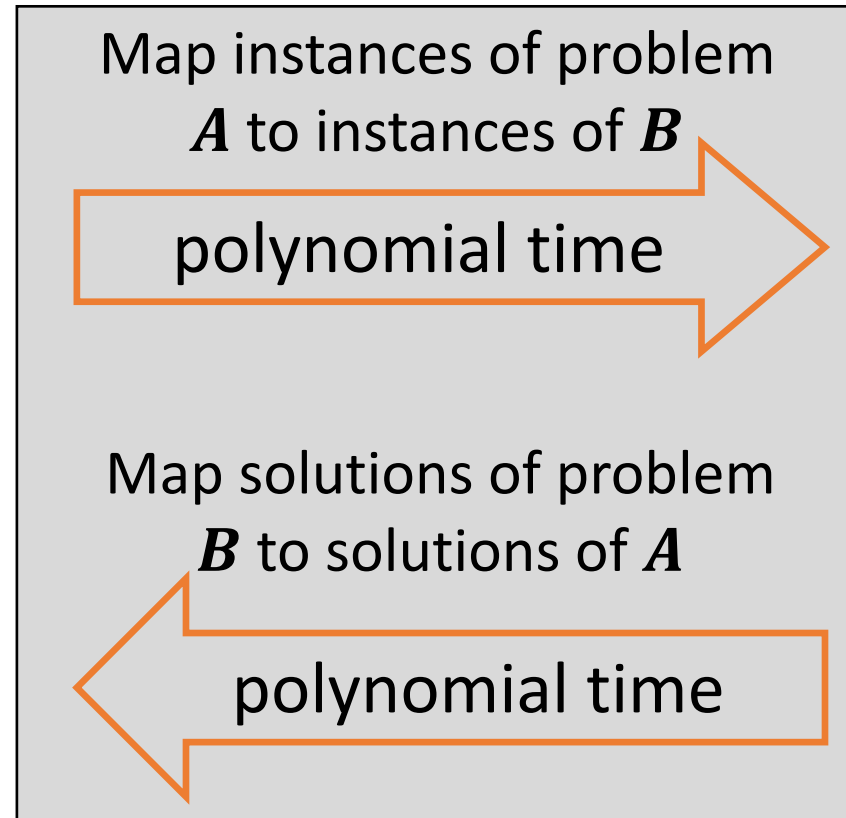 Map instances of problem
A to instances of B
polynomial time
Map solutions of problem
B to solutions of A
polynomial time